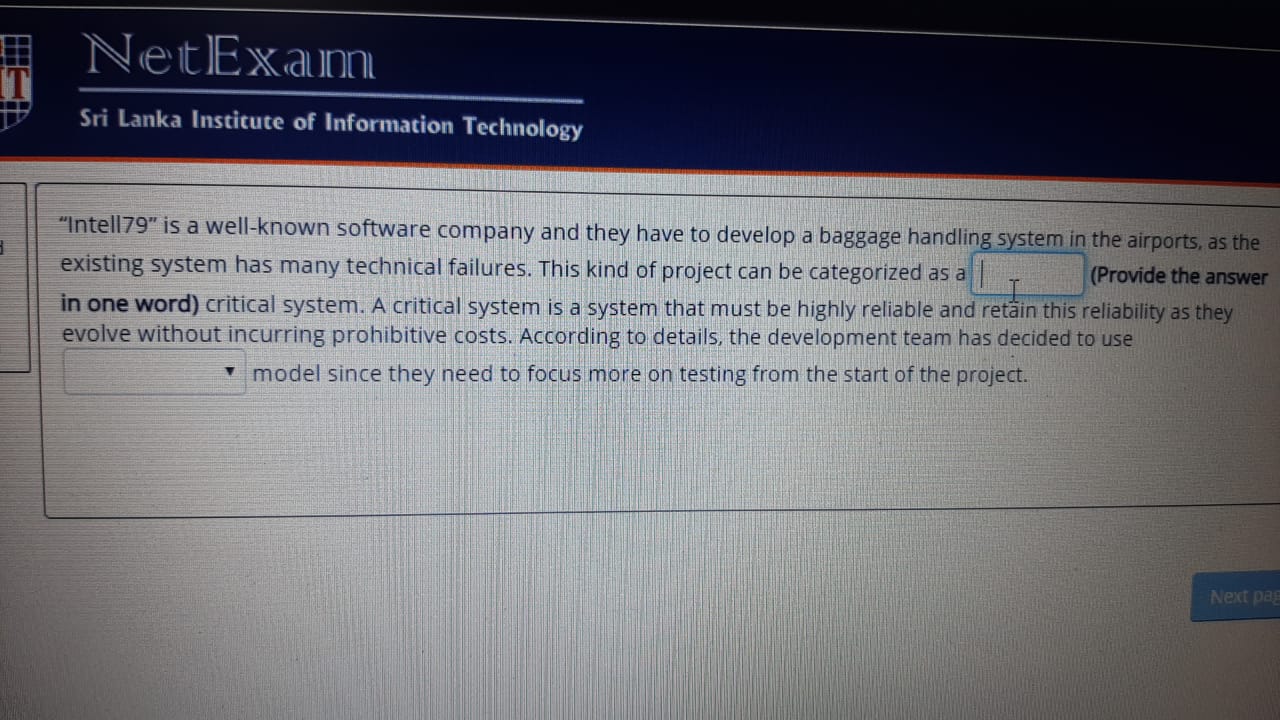 IT
NetExam
Sri Lanka Institute of Information Technology
“Intell79” is a well-known software company and they have to develop a baggage handling system in the airports, as the
existing system has many technical failures. This kind of project can be categorized as a (Provide the answer
in one word) critical system. A critical system is a system that must be highly reliable and retain this reliability as they
evolve without incurring prohibitive costs. According to details, the development team has decided to use
model since they need to focus more on testing from the start of the project.
Next pag